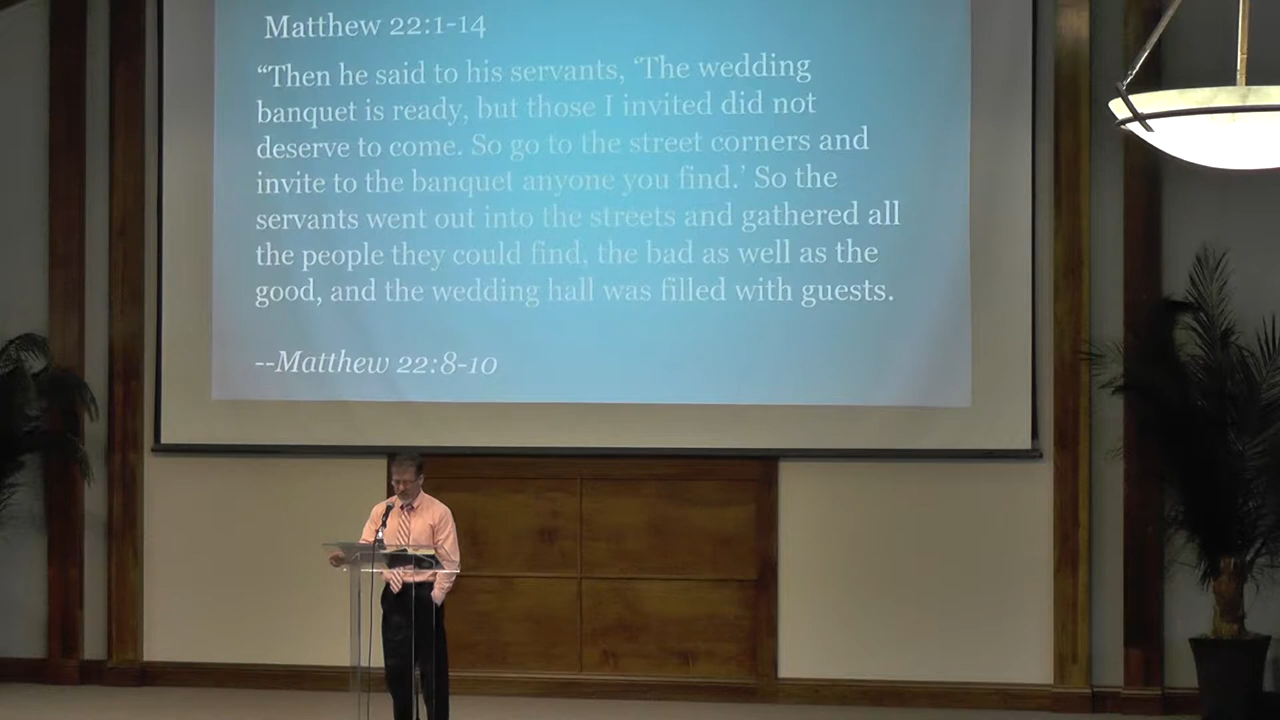 Matthew 22:1-14
“Then he said to his servants, ‘The wedding
banquet is ready, but those I invited did not
deserve to come. So go to the street corners and
invite to the banquet anyone you find.’ So the
servants went out into the streets and gathered all
the people they could find, the bad as well as the
good, and the wedding hall was filled with guests.
--Matthew 22:8-10